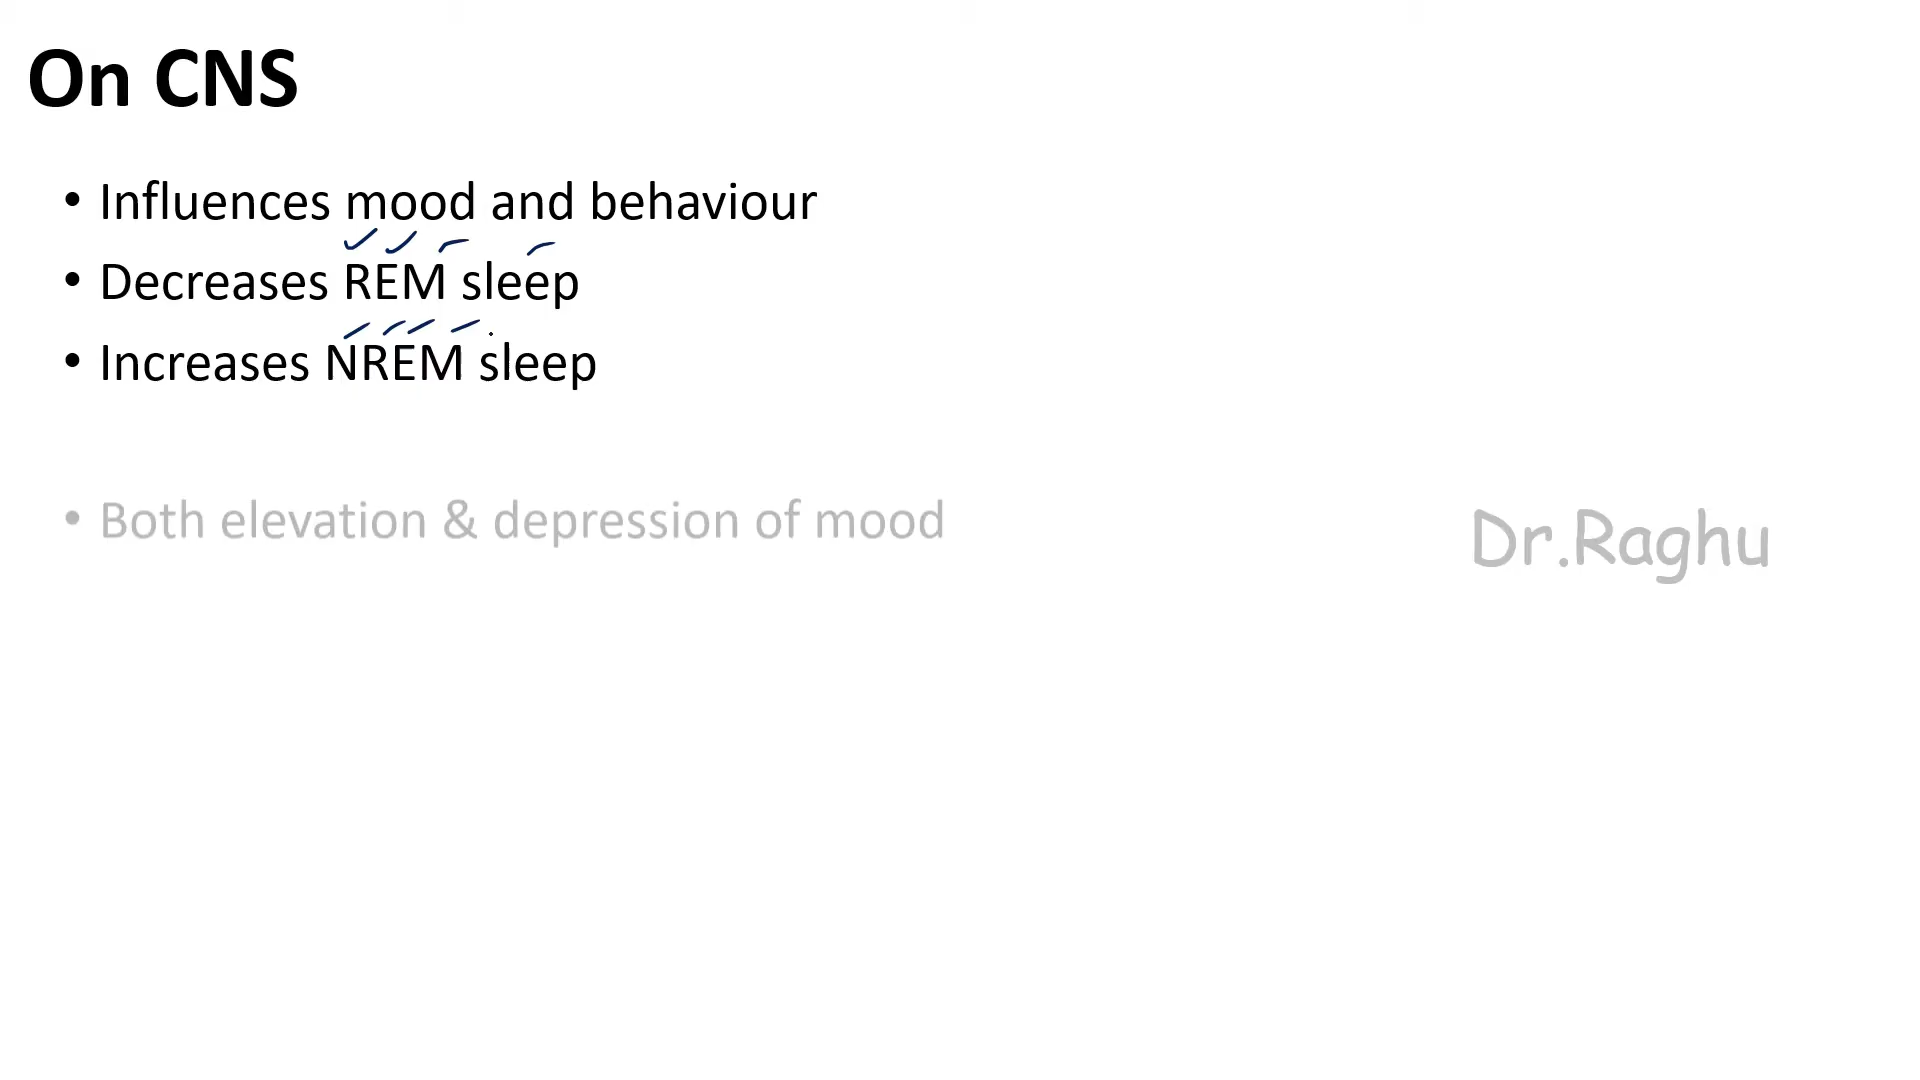 On CNS
• Influences mood and behaviour
• Decreases REM sleep
• Increases NREM sleep
• Both elevation & depression of mood
Dr.Raghu